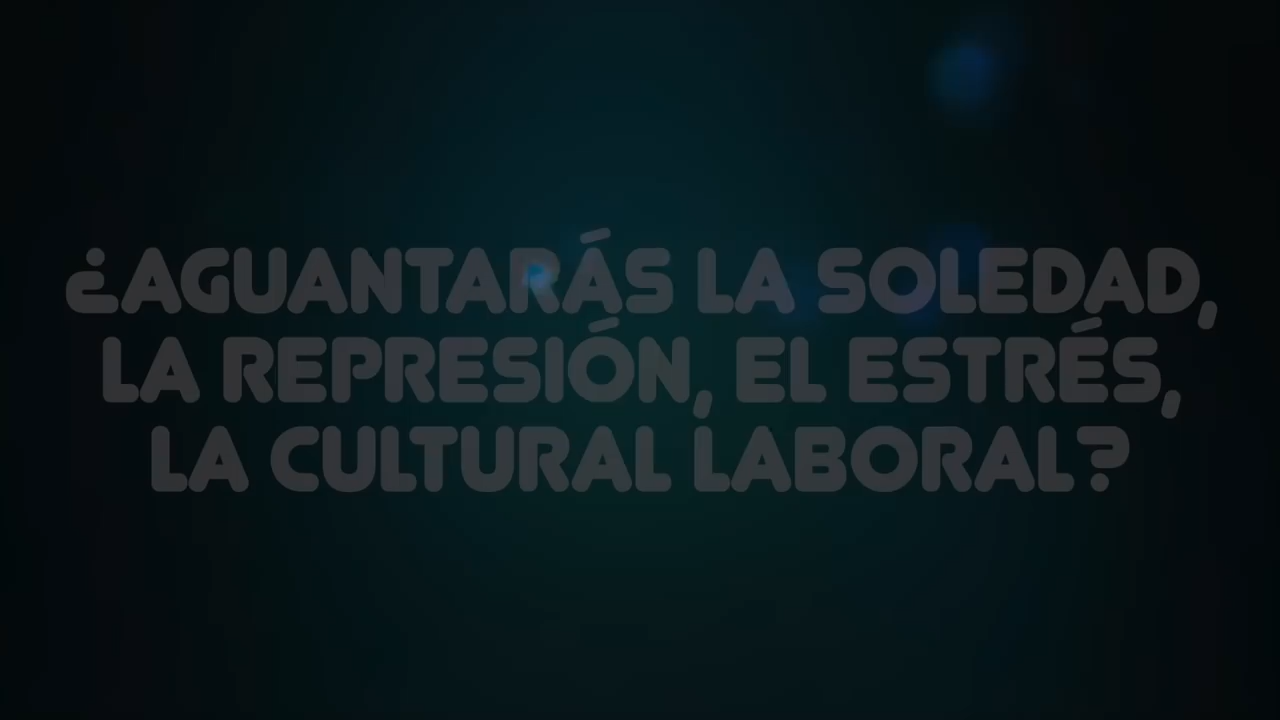 ¿AGUANTARÁS LA SOLEDAD,
LA REPRESIÓN, EL ESTRÉS,
LA CULTURAL LABORAL?